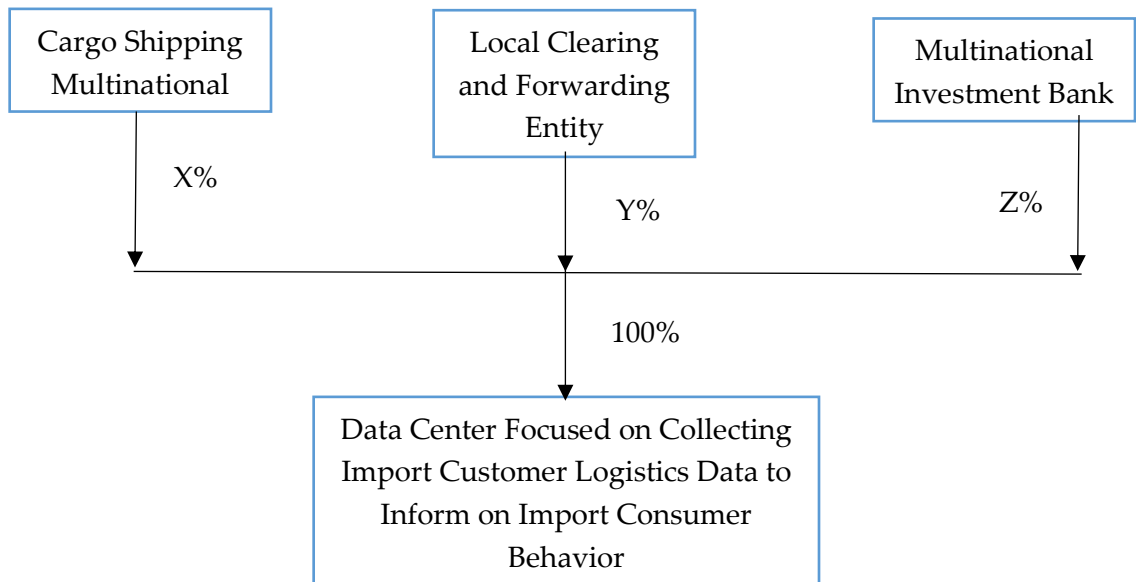 Cargo Shipping
Multinational
Local Clearing
and Forwarding
Entity
Multinational
Investment Bank
X%
Y%
Z%
100%
Data Center Focused on Collecting
Import Customer Logistics Data to
Inform on Import Consumer
Behavior